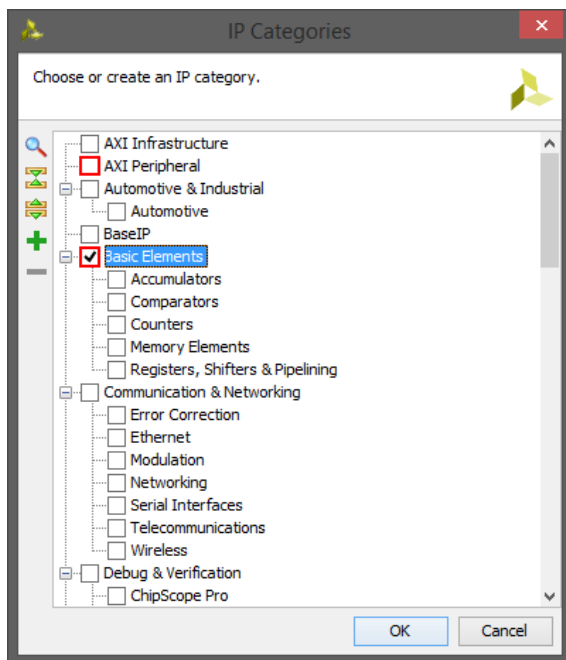 IP Categories
Choose or create an IP category.
AXI Infrastructure
AXI Peripheral
Automotive & Industrial
Automotive
BaseIP
Basic Elements
Accumulators
Comparators
Counters
Memory Elements
Registers, Shifters & Pipelining
Communication & Networking
Error Correction
Ethernet
Modulation
Networking
Serial Interfaces
Telecommunications
Wireless
Debug & Verification
ChipScope Pro
OK Cancel